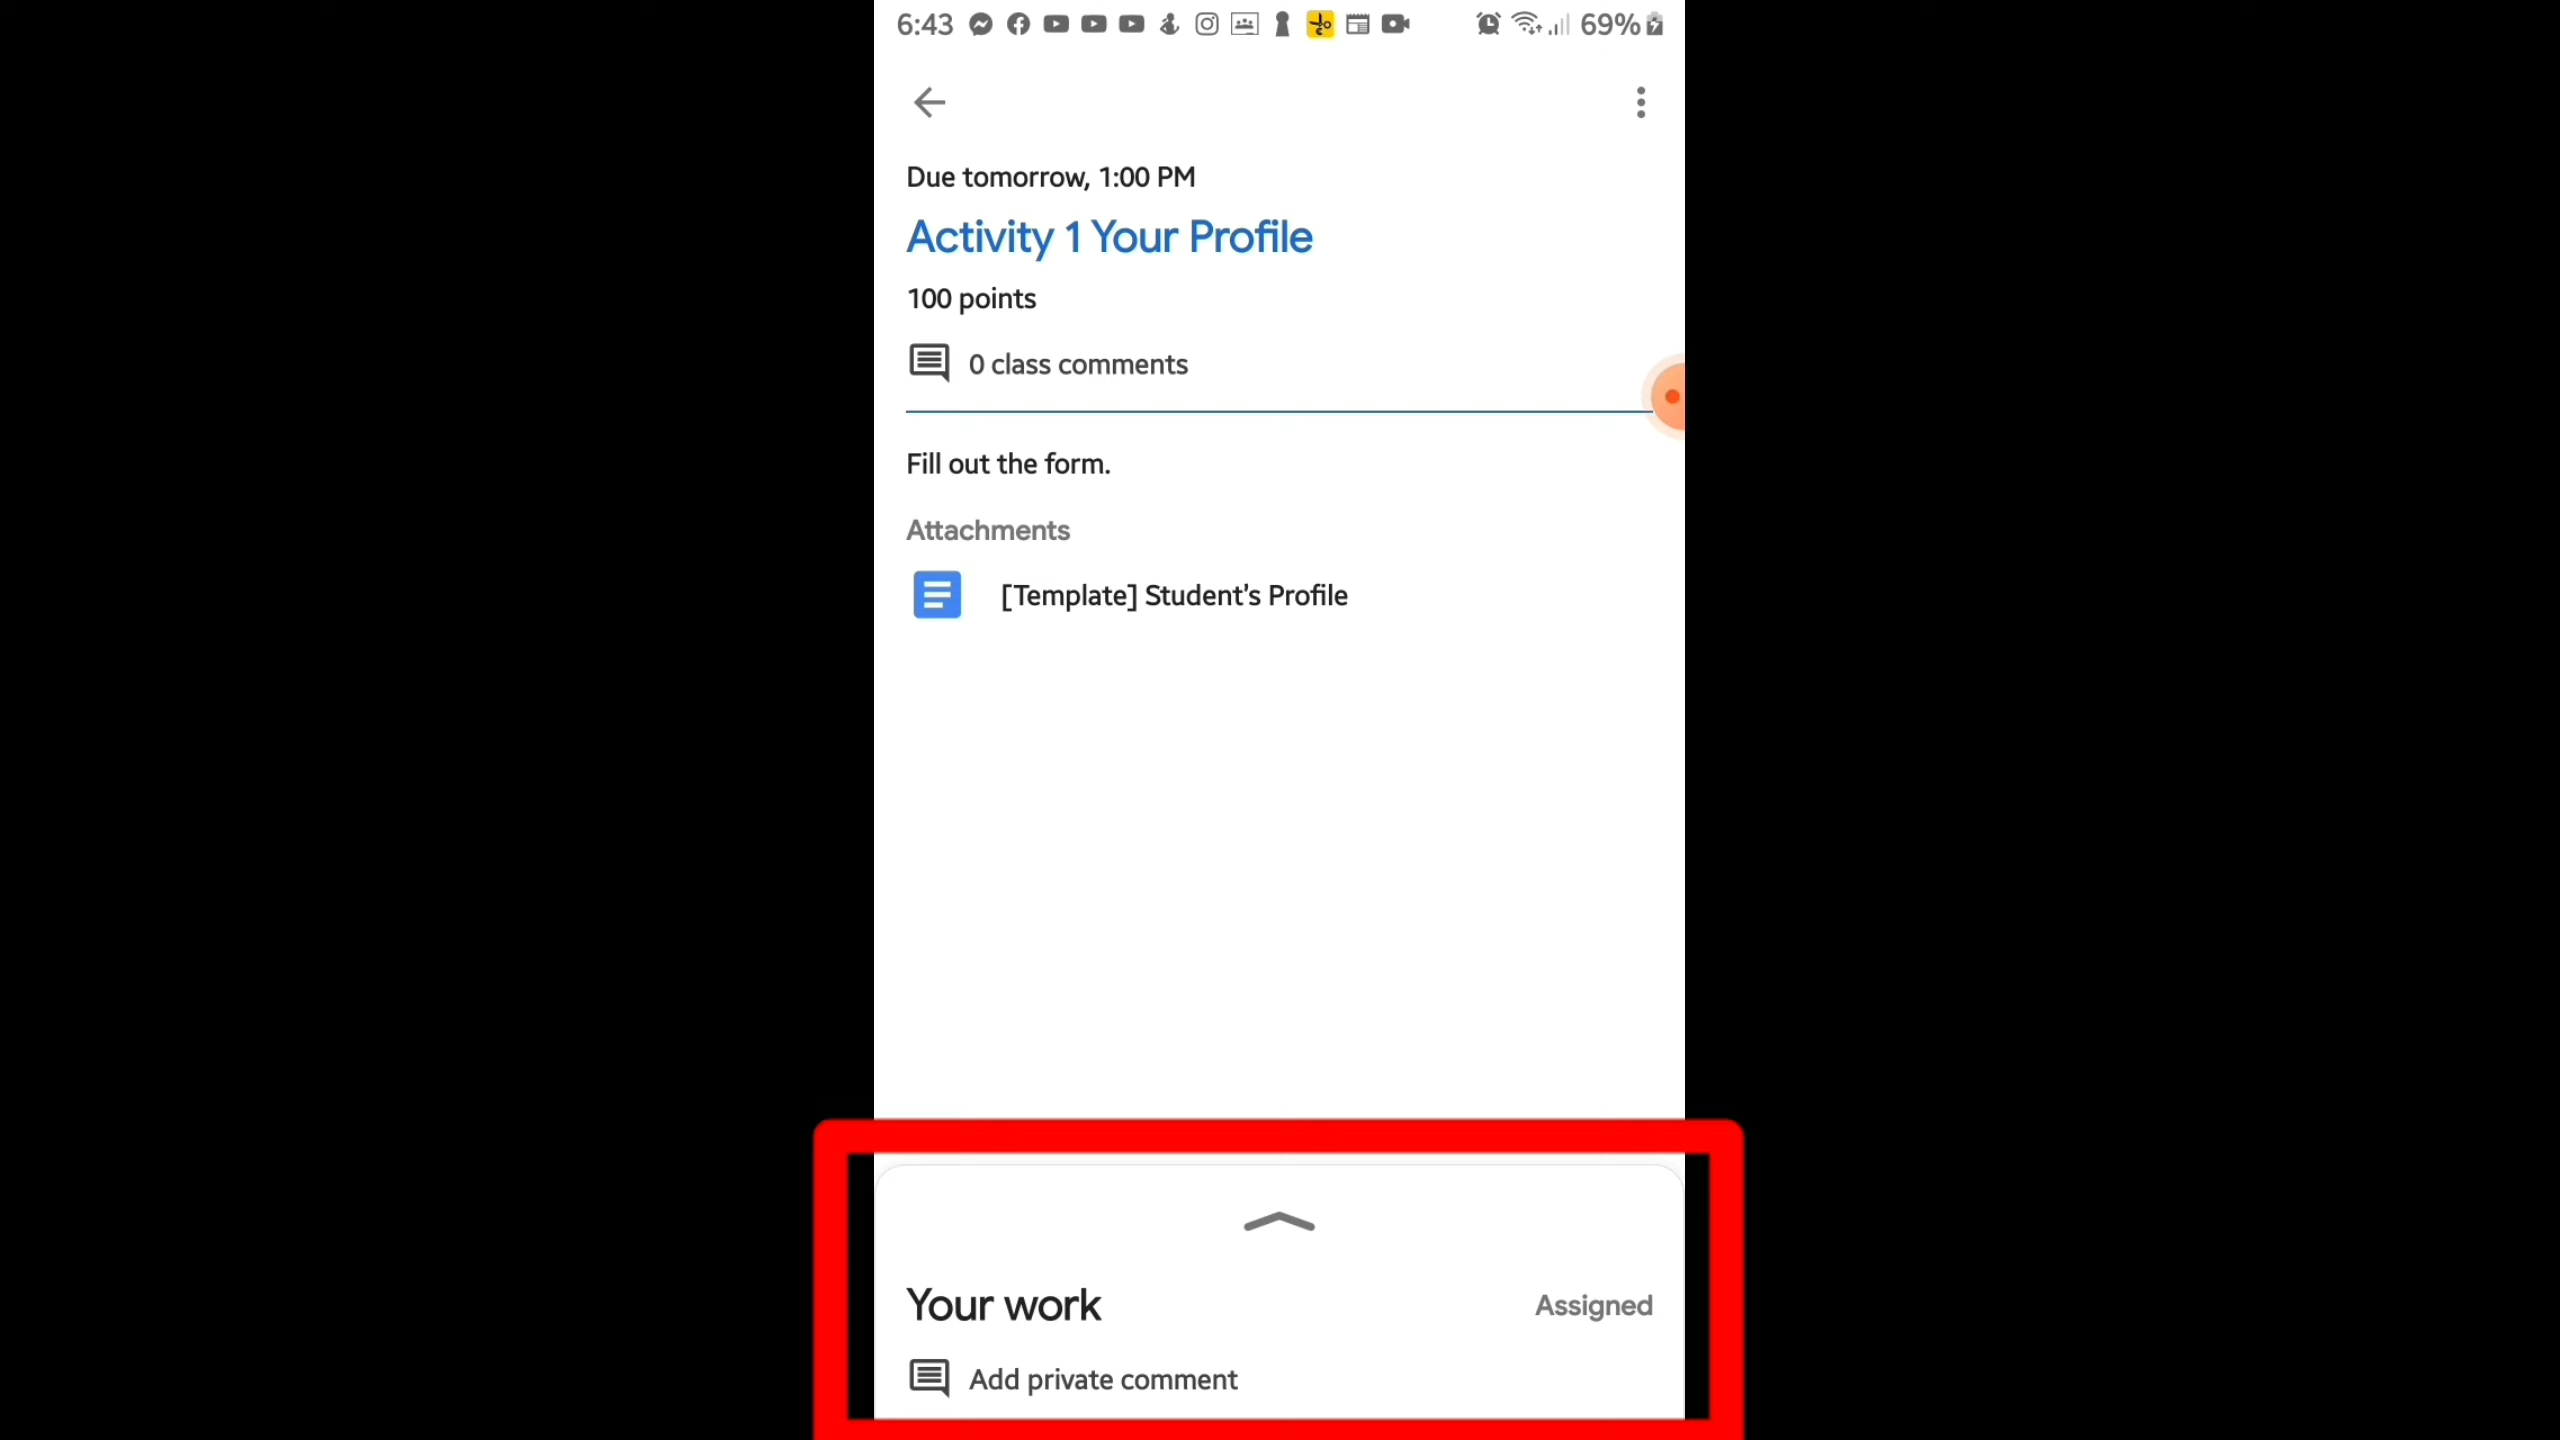 6:43 69%
Due tomorrow, 1:00 PM
Activity 1 Your Profile
100 points
0 class comments
Fill out the form.
Attachments
[Template] Student's Profile
Your work Assigned
Add private comment